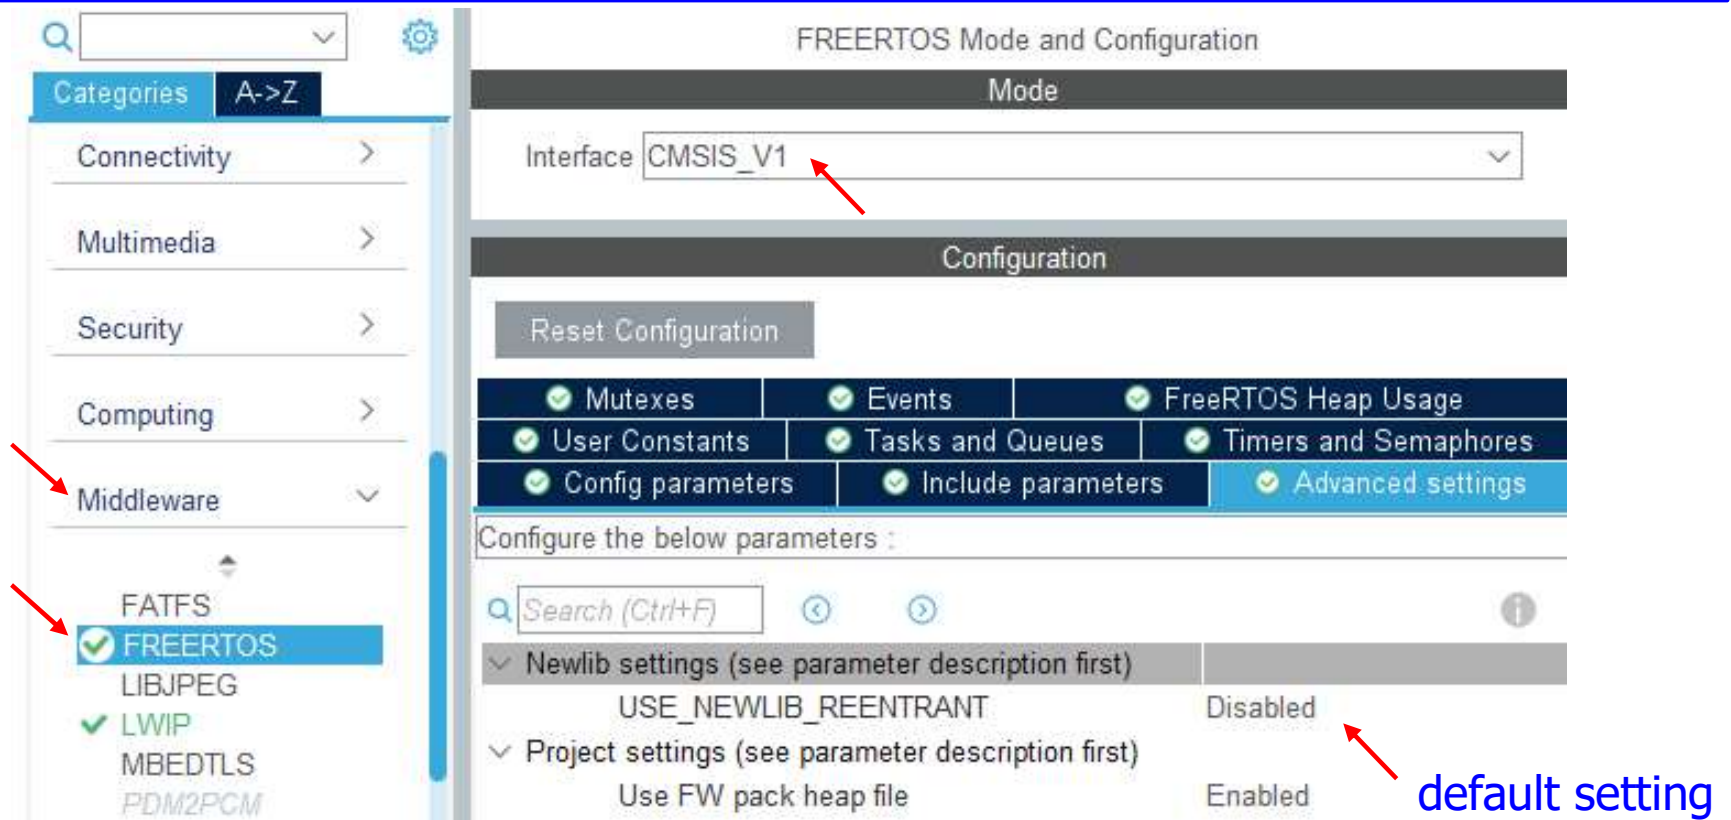 FREERTOS Mode and Configuration
Categories A->Z
Mode
Connectivity
Interface CMSIS_V1
Multimedia
Configuration
Security
Reset Configuration
Computing
Mutexes Events FreeRTOS Heap Usage
User Constants Tasks and Queues Timers and Semaphores
Config parameters Include parameters Advanced settings
Middleware
Configure the below parameters :
FATFS
Search (Ctrl+F)
FREERTOS
Newlib settings (see parameter description first)
LIBJPEG
USE_NEWLIB_REENTRANT Disabled
LWIP
Project settings (see parameter description first)
MBEDTLS
Use FW pack heap file Enabled
default setting
PDM2PCM